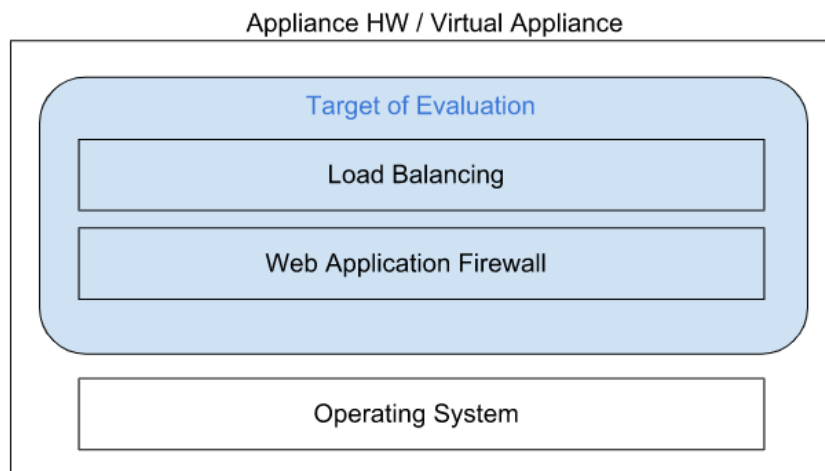 Appliance HW / Virtual Appliance
Target of Evaluation
Load Balancing
Web Application Firewall
Operating System